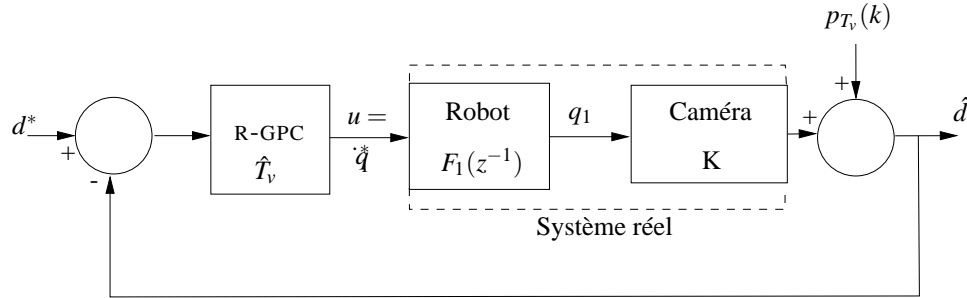 p_{T_v}(k)
d* + -
R-GPC
T̂_v
u =
q̇*
Robot
F_1(z^{-1})
q_1
Caméra
K
+ +
d̂
Système réel